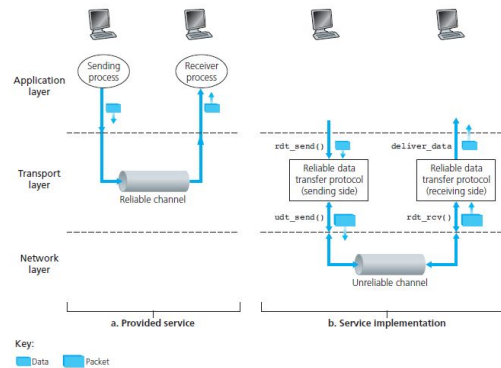 Sending
process
Receiver
process
Application
layer
rdt_send()
deliver_data
Transport
layer
Reliable channel
Reliable data
transfer protocol
(sending side)
Reliable data
transfer protocol
(receiving side)
udt_send()
rdt_rcv()
Network
layer
Unreliable channel
a. Provided service
b. Service implementation
Key:
Data
Packet